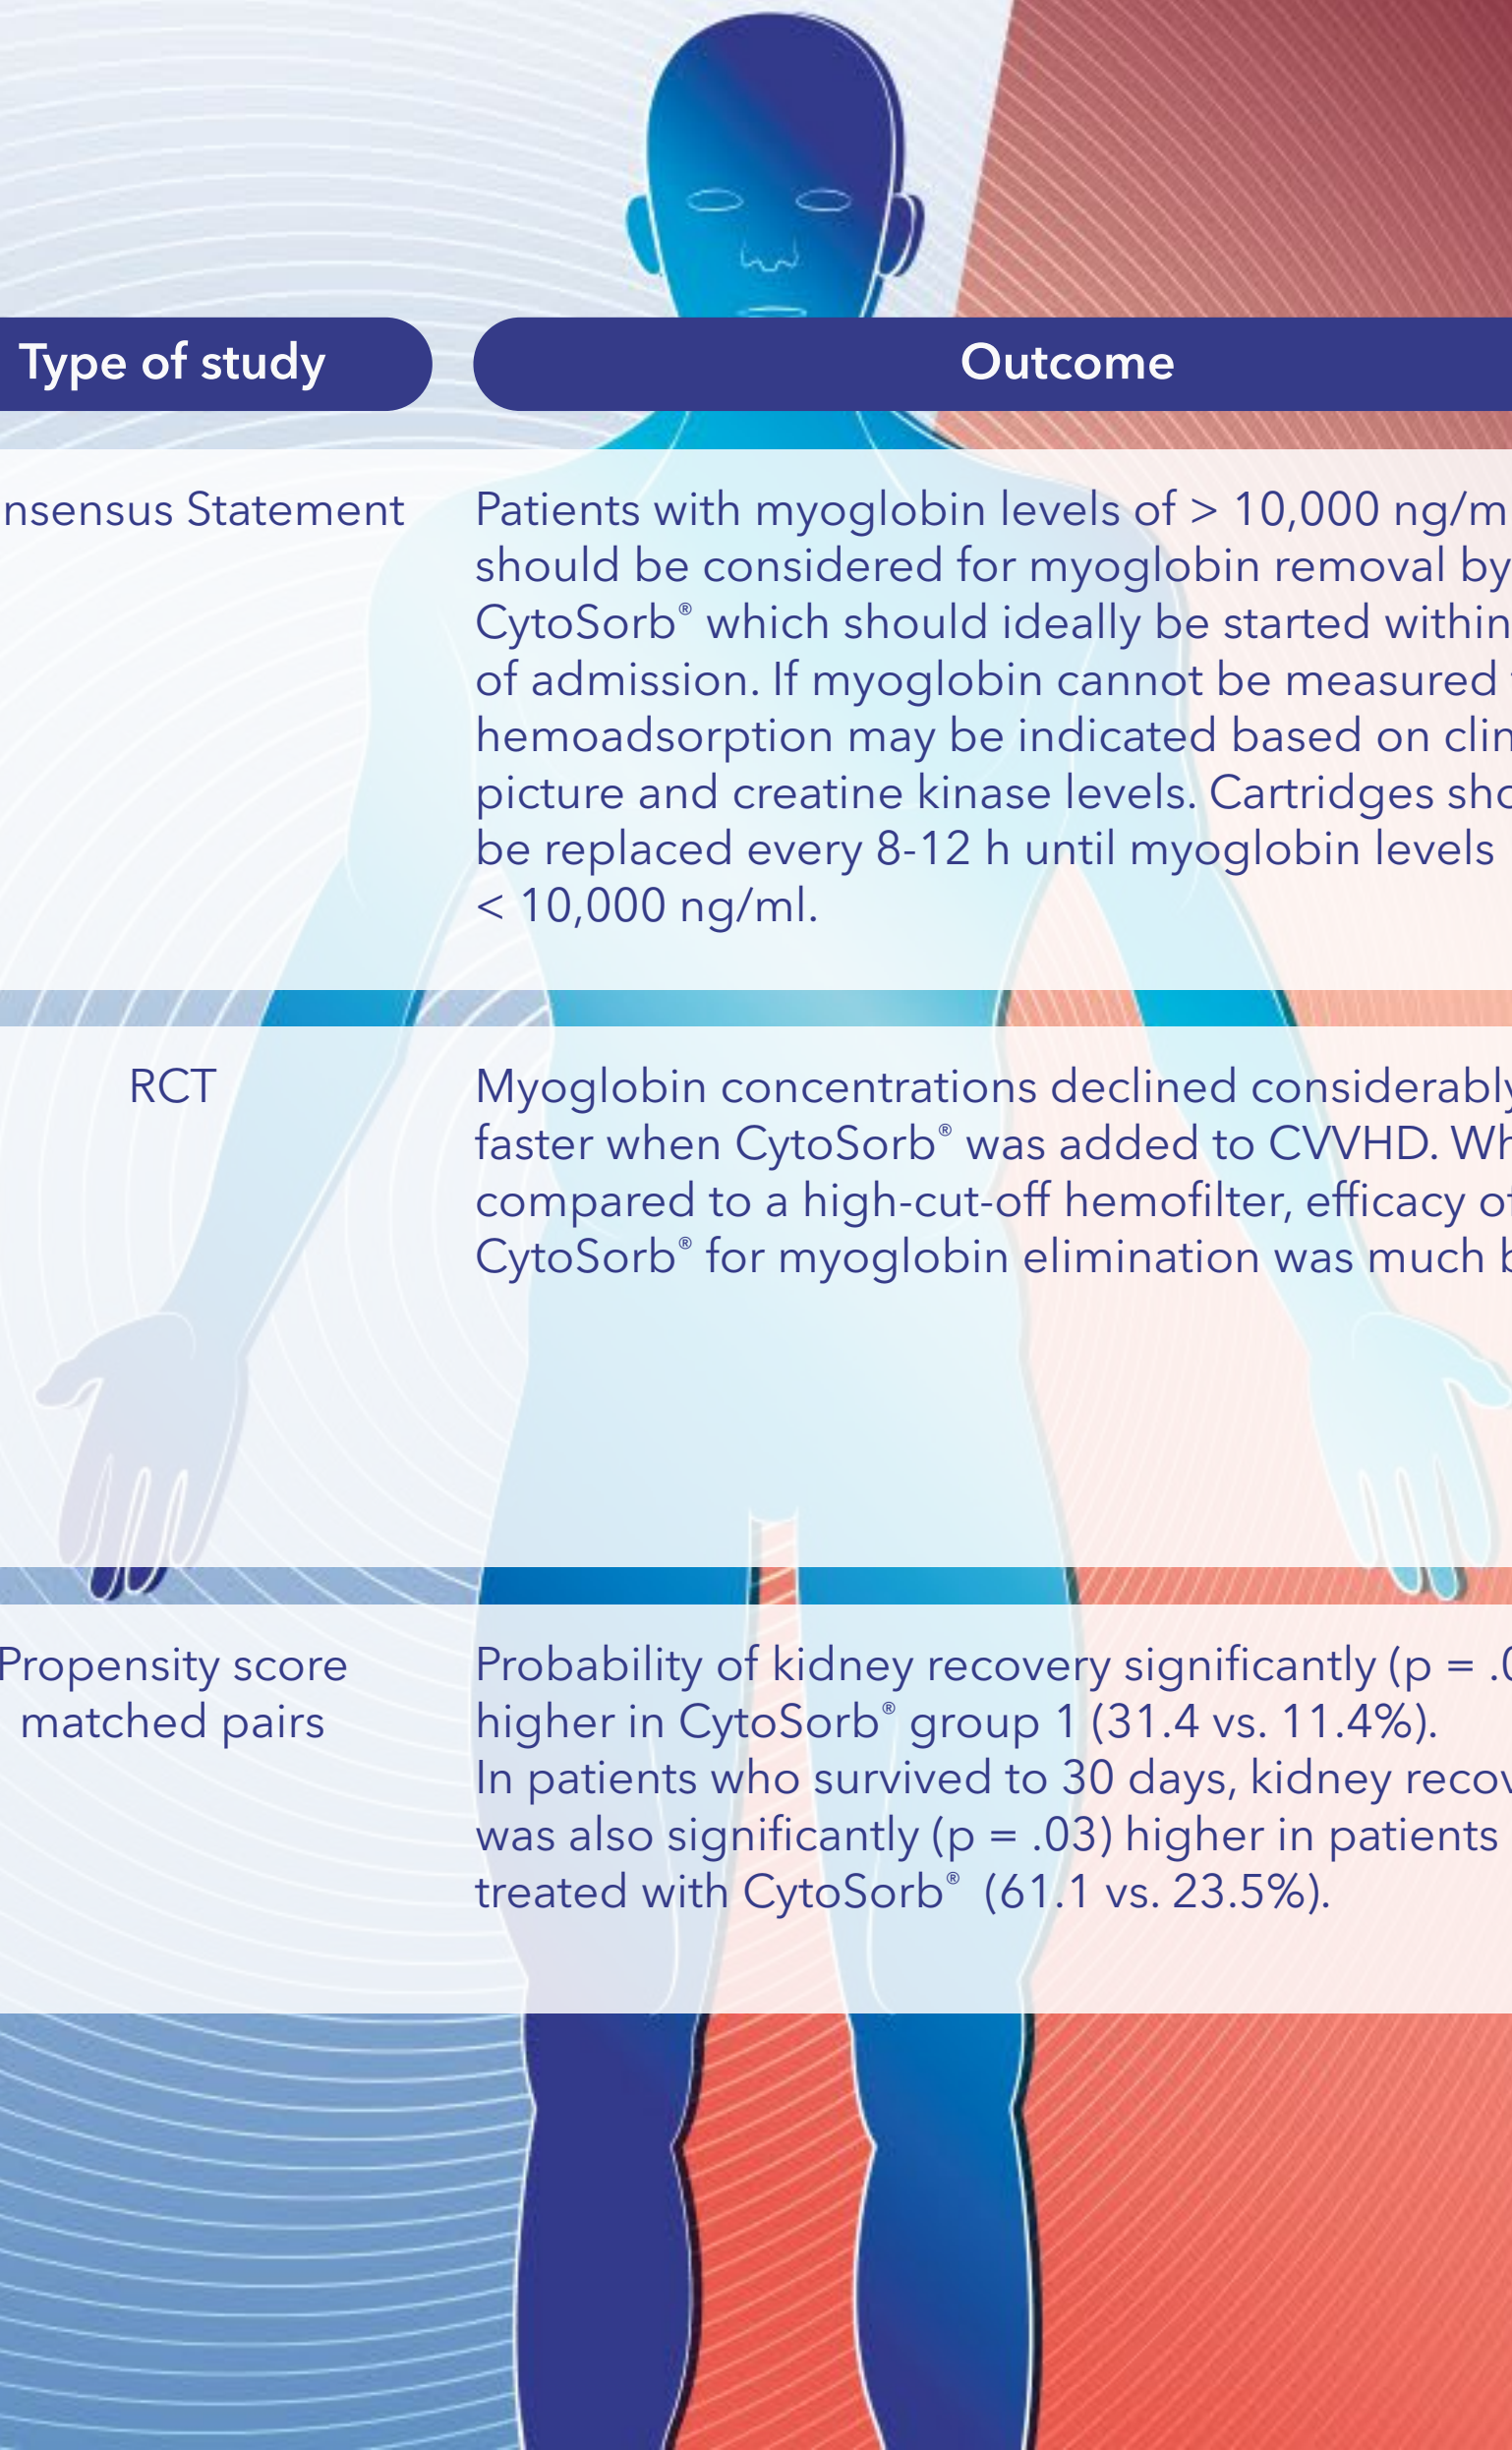 Type of study
Outcome
nsensus Statement
Patients with myoglobin levels of > 10,000 ng/m
should be considered for myoglobin removal by
CytoSorb® which should ideally be started within
of admission. If myoglobin cannot be measured
hemoadsorption may be indicated based on clin
picture and creatine kinase levels. Cartridges sho
be replaced every 8-12 h until myoglobin levels
< 10,000 ng/ml.
RCT
Myoglobin concentrations declined considerably
faster when CytoSorb® was added to CVVHD. Wh
compared to a high-cut-off hemofilter, efficacy of
CytoSorb® for myoglobin elimination was much b
Propensity score
matched pairs
Probability of kidney recovery significantly (p = .0
higher in CytoSorb® group 1 (31.4 vs. 11.4%).
In patients who survived to 30 days, kidney recov
was also significantly (p = .03) higher in patients
treated with CytoSorb® (61.1 vs. 23.5%).